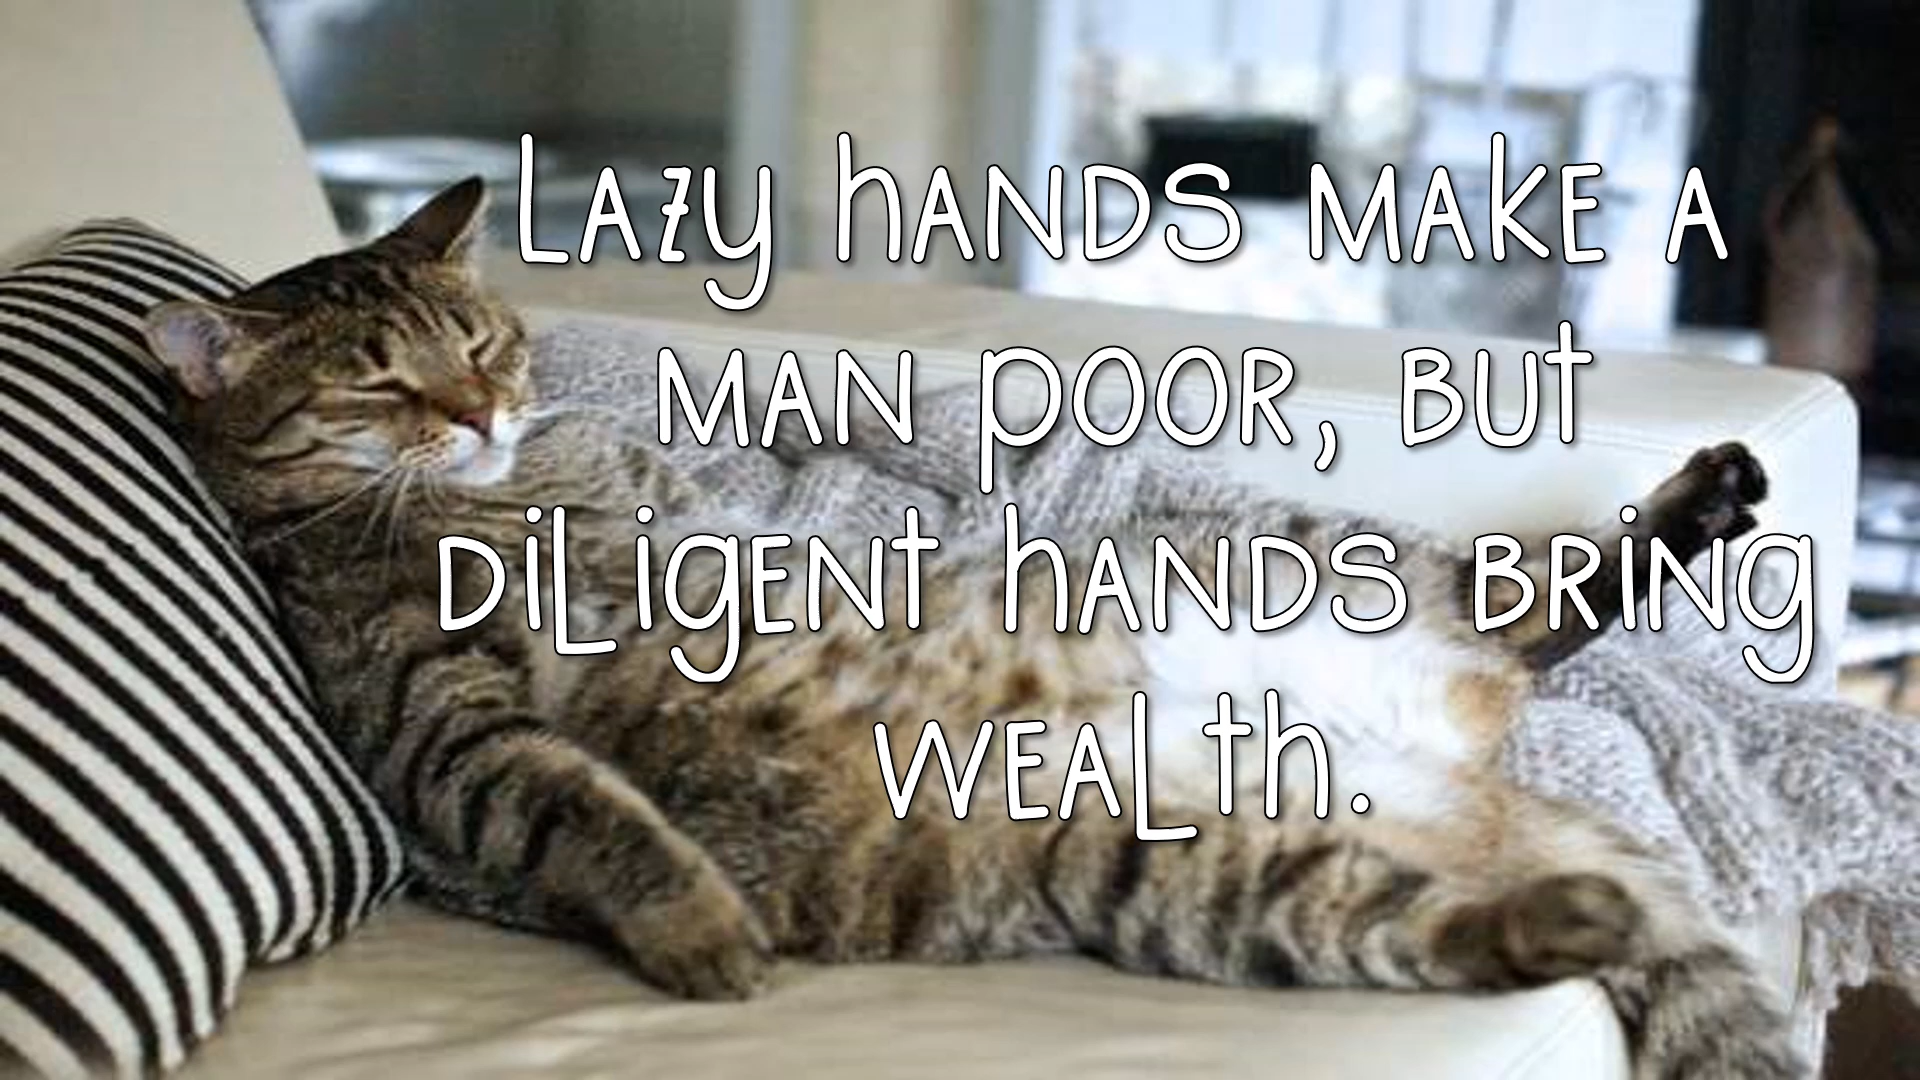 Lazy hands make a
man poor, but
diligent hands bring
wealth.